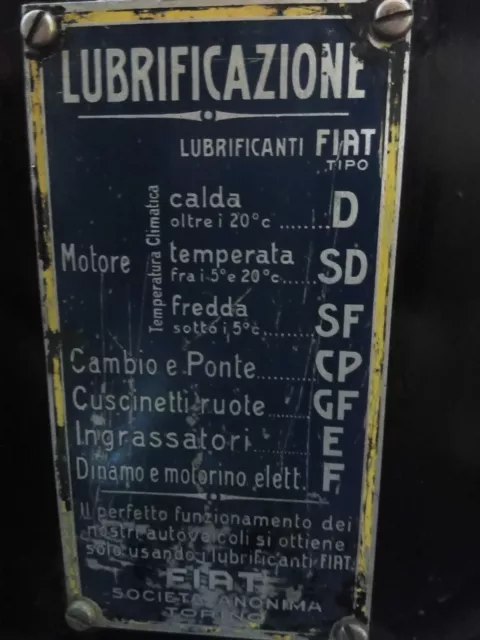 LUBRIFICAZIONE
LUBRIFICANTI FIAT
TIPO
Motore
Temperatura Climatica
calda
oltre i 20°c ........ D
temperata
fra i 5° e 20°c...... SD
fredda
sotto i 5°c......... SF
Cambio e Ponte......... CP
Cuscinetti ruote....... GF
Ingrassatori......... E
Dinamo e motorino elett. F
Il perfetto funzionamento dei
nostri autoveicoli si ottiene
solo usando i lubrificanti FIAT.
FIAT
SOCIETA ANONIMA
TORINO